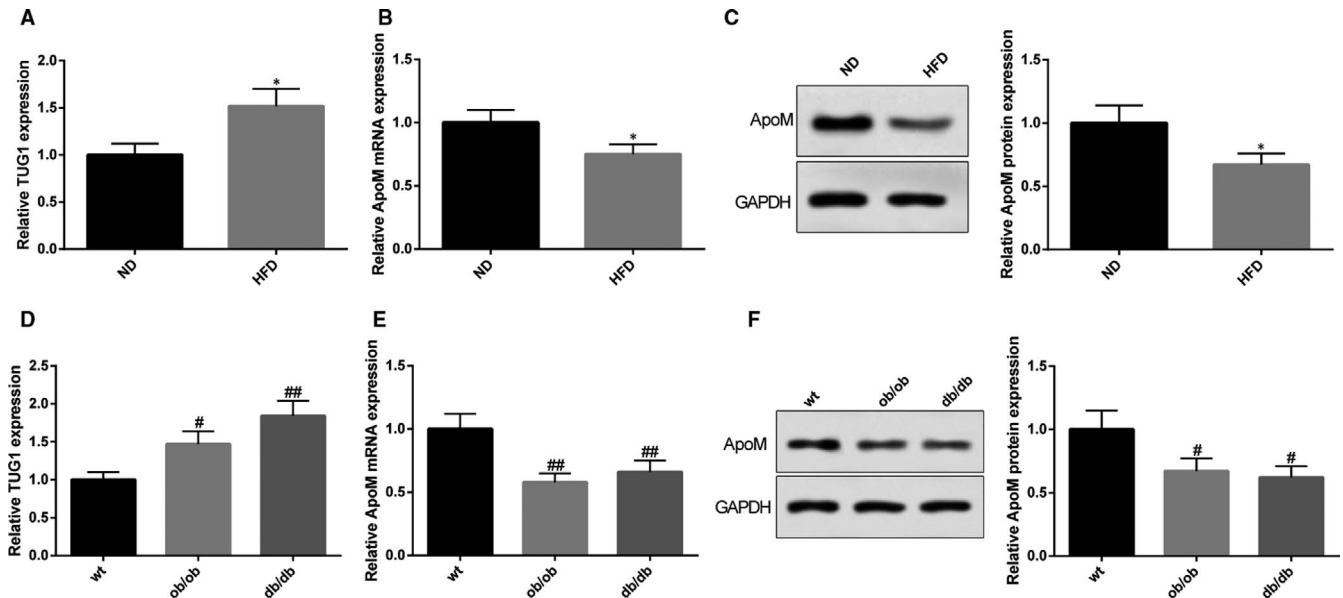 A
Relative TUG1 expression
2.0
1.5
1.0
0.5
0.0
*
ND
HFD
B
Relative ApoM mRNA expression
1.5
1.0
0.5
0.0
*
ND
HFD
C
ND
HFD
ApoM
GAPDH
Relative ApoM protein expression
1.5
1.0
0.5
0.0
*
ND
HFD
D
Relative TUG1 expression
2.5
2.0
1.5
1.0
0.5
0.0
#
##
wt
ob/ob
db/db
E
Relative ApoM mRNA expression
1.5
1.0
0.5
0.0
##
##
wt
ob/ob
db/db
F
wt
ob/ob
db/db
ApoM
GAPDH
Relative ApoM protein expression
1.5
1.0
0.5
0.0
#
#
wt
ob/ob
db/db